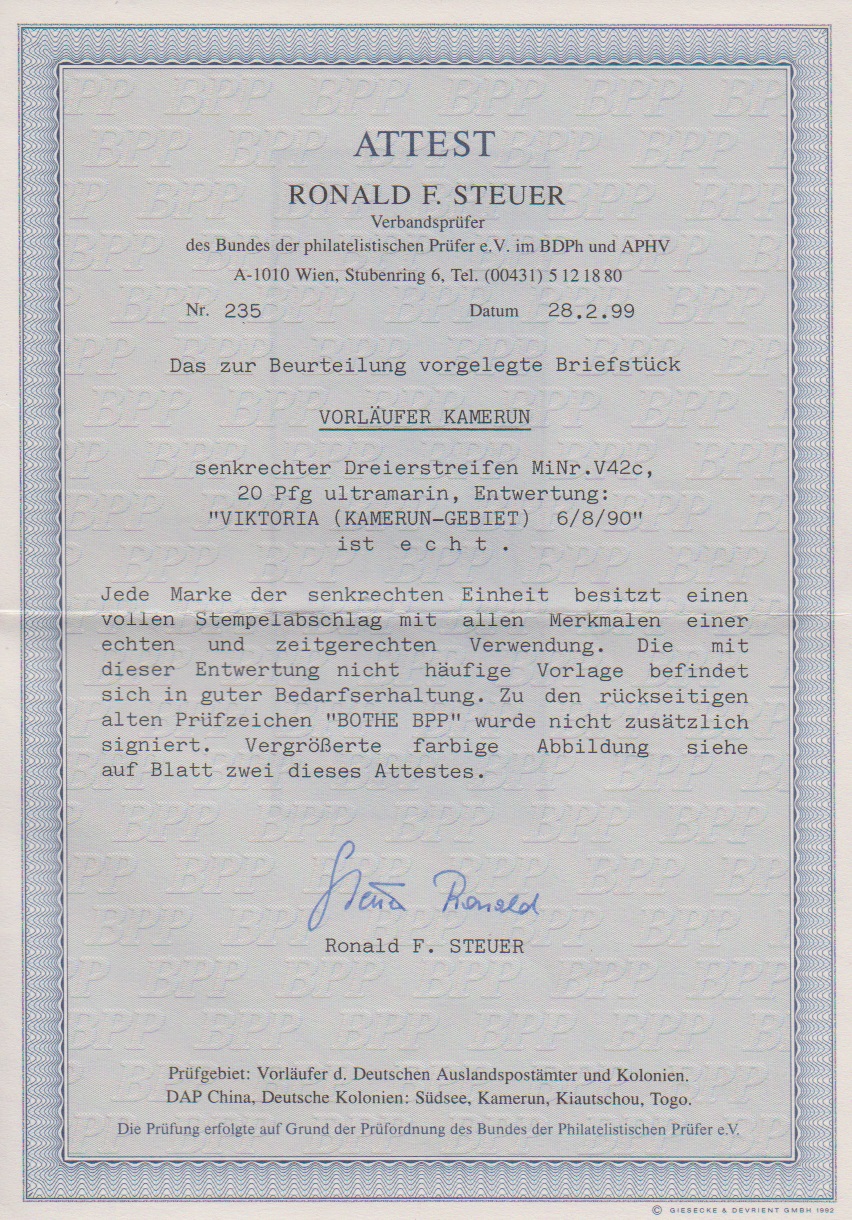 ATTEST
RONALD F. STEUER
Verbandsprüfer
des Bundes der philatelistischen Prüfer e.V. im BDPh und APHV
A-1010 Wien, Stubenring 6, Tel. (00431) 5 12 18 80
Nr. 235 Datum 28.2.99
Das zur Beurteilung vorgelegte Briefstück
VORLÄUFER KAMERUN
senkrechter Dreierstreifen MiNr.V42c,
20 Pfg ultramarin, Entwertung:
"VIKTORIA (KAMERUN-GEBIET) 6/8/90"
ist e c h t .
Jede Marke der senkrechten Einheit besitzt einen
vollen Stempelabschlag mit allen Merkmalen einer
echten und zeitgerechten Verwendung. Die mit
dieser Entwertung nicht häufige Vorlage befindet
sich in guter Bedarfserhaltung. Zu den rückseitigen
alten Prüfzeichen "BOTHE BPP" wurde nicht zusätzlich
signiert. Vergrößerte farbige Abbildung siehe
auf Blatt zwei dieses Attestes.
Steuer Ronald
Ronald F. STEUER
Prüfgebiet: Vorläufer d. Deutschen Auslandspostämter und Kolonien.
DAP China, Deutsche Kolonien: Südsee, Kamerun, Kiautschou, Togo.
Die Prüfung erfolgte auf Grund der Prüfordnung des Bundes der Philatelistischen Prüfer e.V.
© GIESECKE & DEVRIENT GMBH 1992